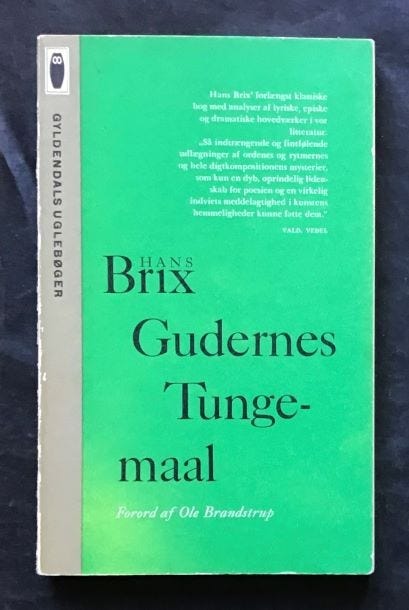 GYLDENDALS UGLEBØGER
Hans Brix' forlængst klassiske
bog med analyser af lyriske, episke
og dramatiske hovedværker i vor
litteratur.
„Så indtrængende og fintfølende
udlægninger af ordenes og rytmernes
og hele digtkompositionens mysterier,
som kun en dyb, oprindelig liden-
skab for poesien og en virkelig
indviets meddelagtighed i kunstens
hemmeligheder kunne fatte dem."
VALD. VEDEL
HANS
Brix
Gudernes
Tunge-
maal
Forord af Ole Brandstrup